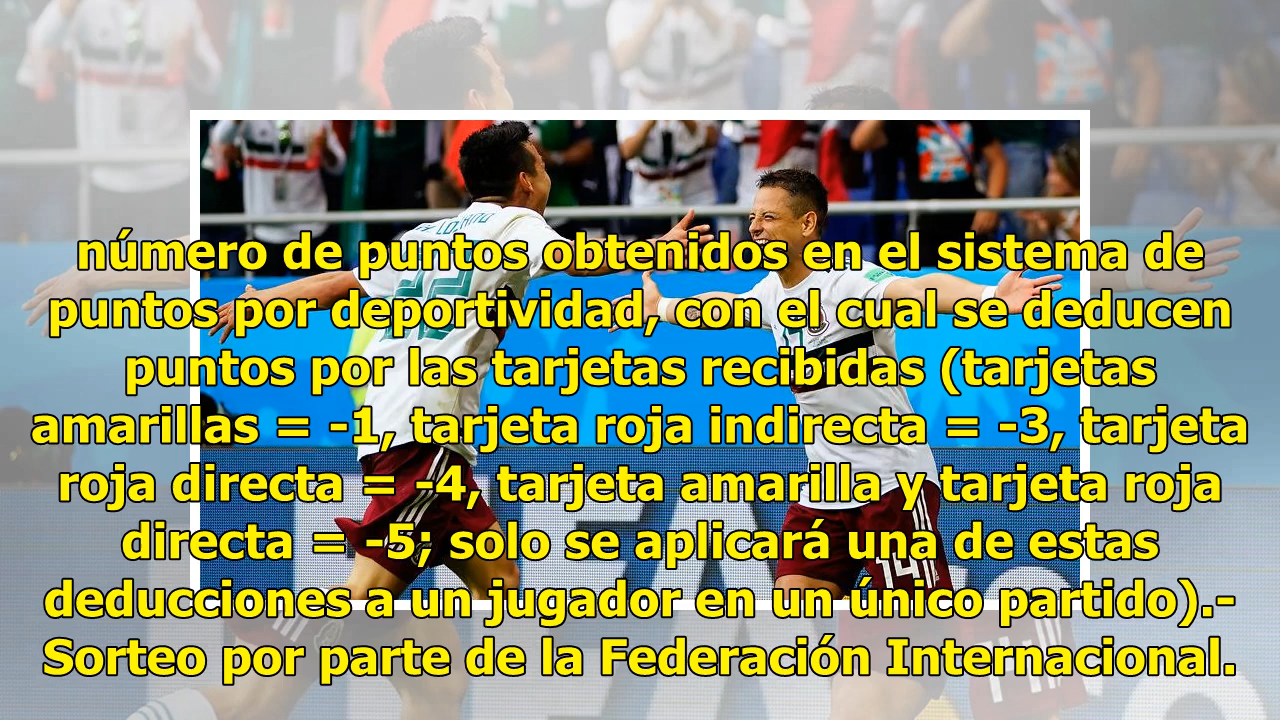 LOZANO
22
14
número de puntos obtenidos en el sistema de
puntos por deportividad, con el cual se deducen
puntos por las tarjetas recibidas (tarjetas
amarillas = -1, tarjeta roja indirecta = -3, tarjeta
roja directa = -4, tarjeta amarilla y tarjeta roja
directa = -5; solo se aplicará una de estas
deducciones a un jugador en un único partido).-
Sorteo por parte de la Federación Internacional.